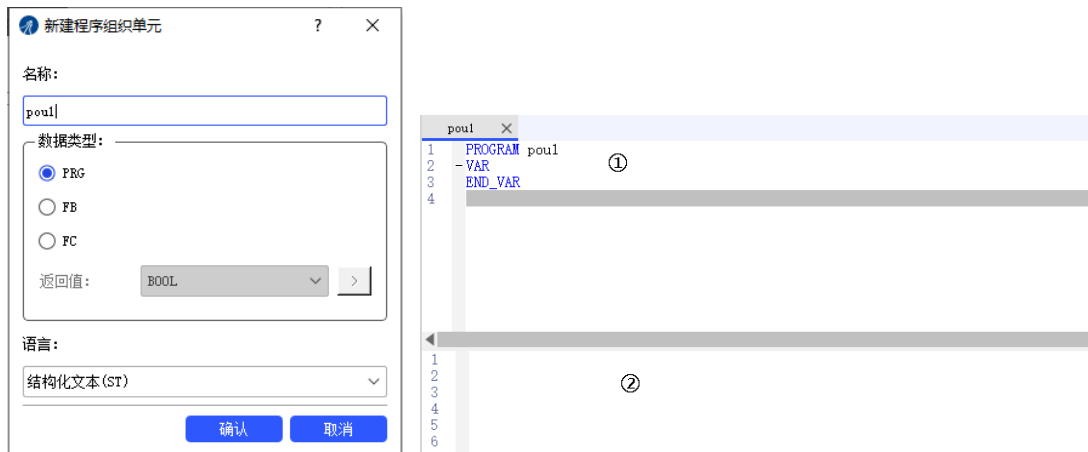 新建程序组织单元
?
名称：
pou1
数据类型：
PRG
FB
FC
返回值：
BOOL
>
语言：
结构化文本(ST)
确认
取消
pou1
1 PROGRAM pou1
2 VAR
3 END_VAR
4
①
1
2
3
4
5
6
②